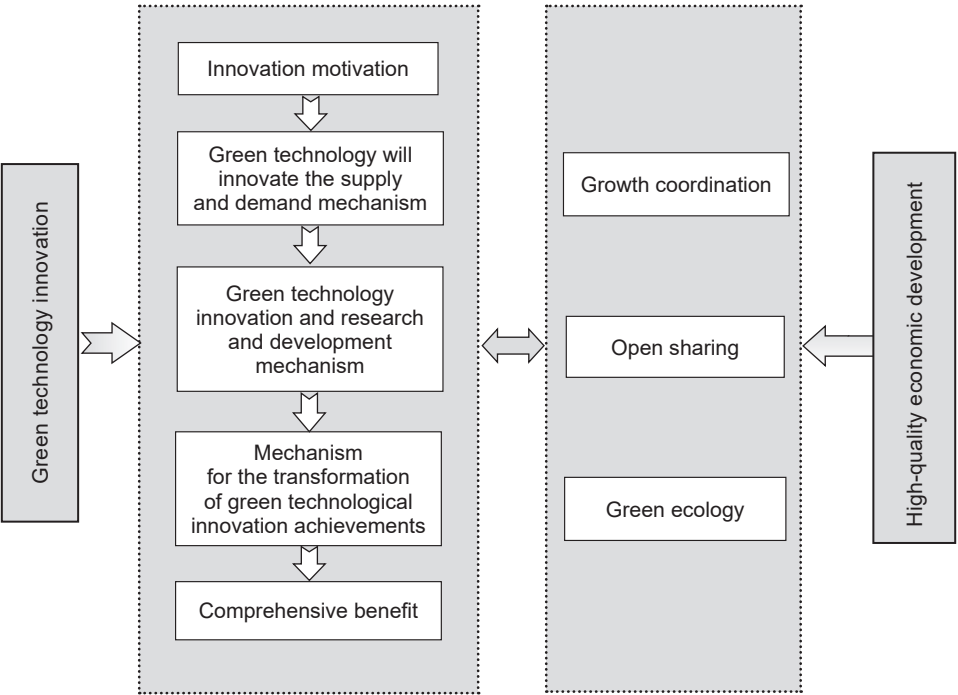 Green technology innovation
Innovation motivation
Green technology will
innovate the supply
and demand mechanism
Green technology
innovation and research
and development
mechanism
Mechanism
for the transformation
of green technological
innovation achievements
Comprehensive benefit
Growth coordination
Open sharing
Green ecology
High-quality economic development